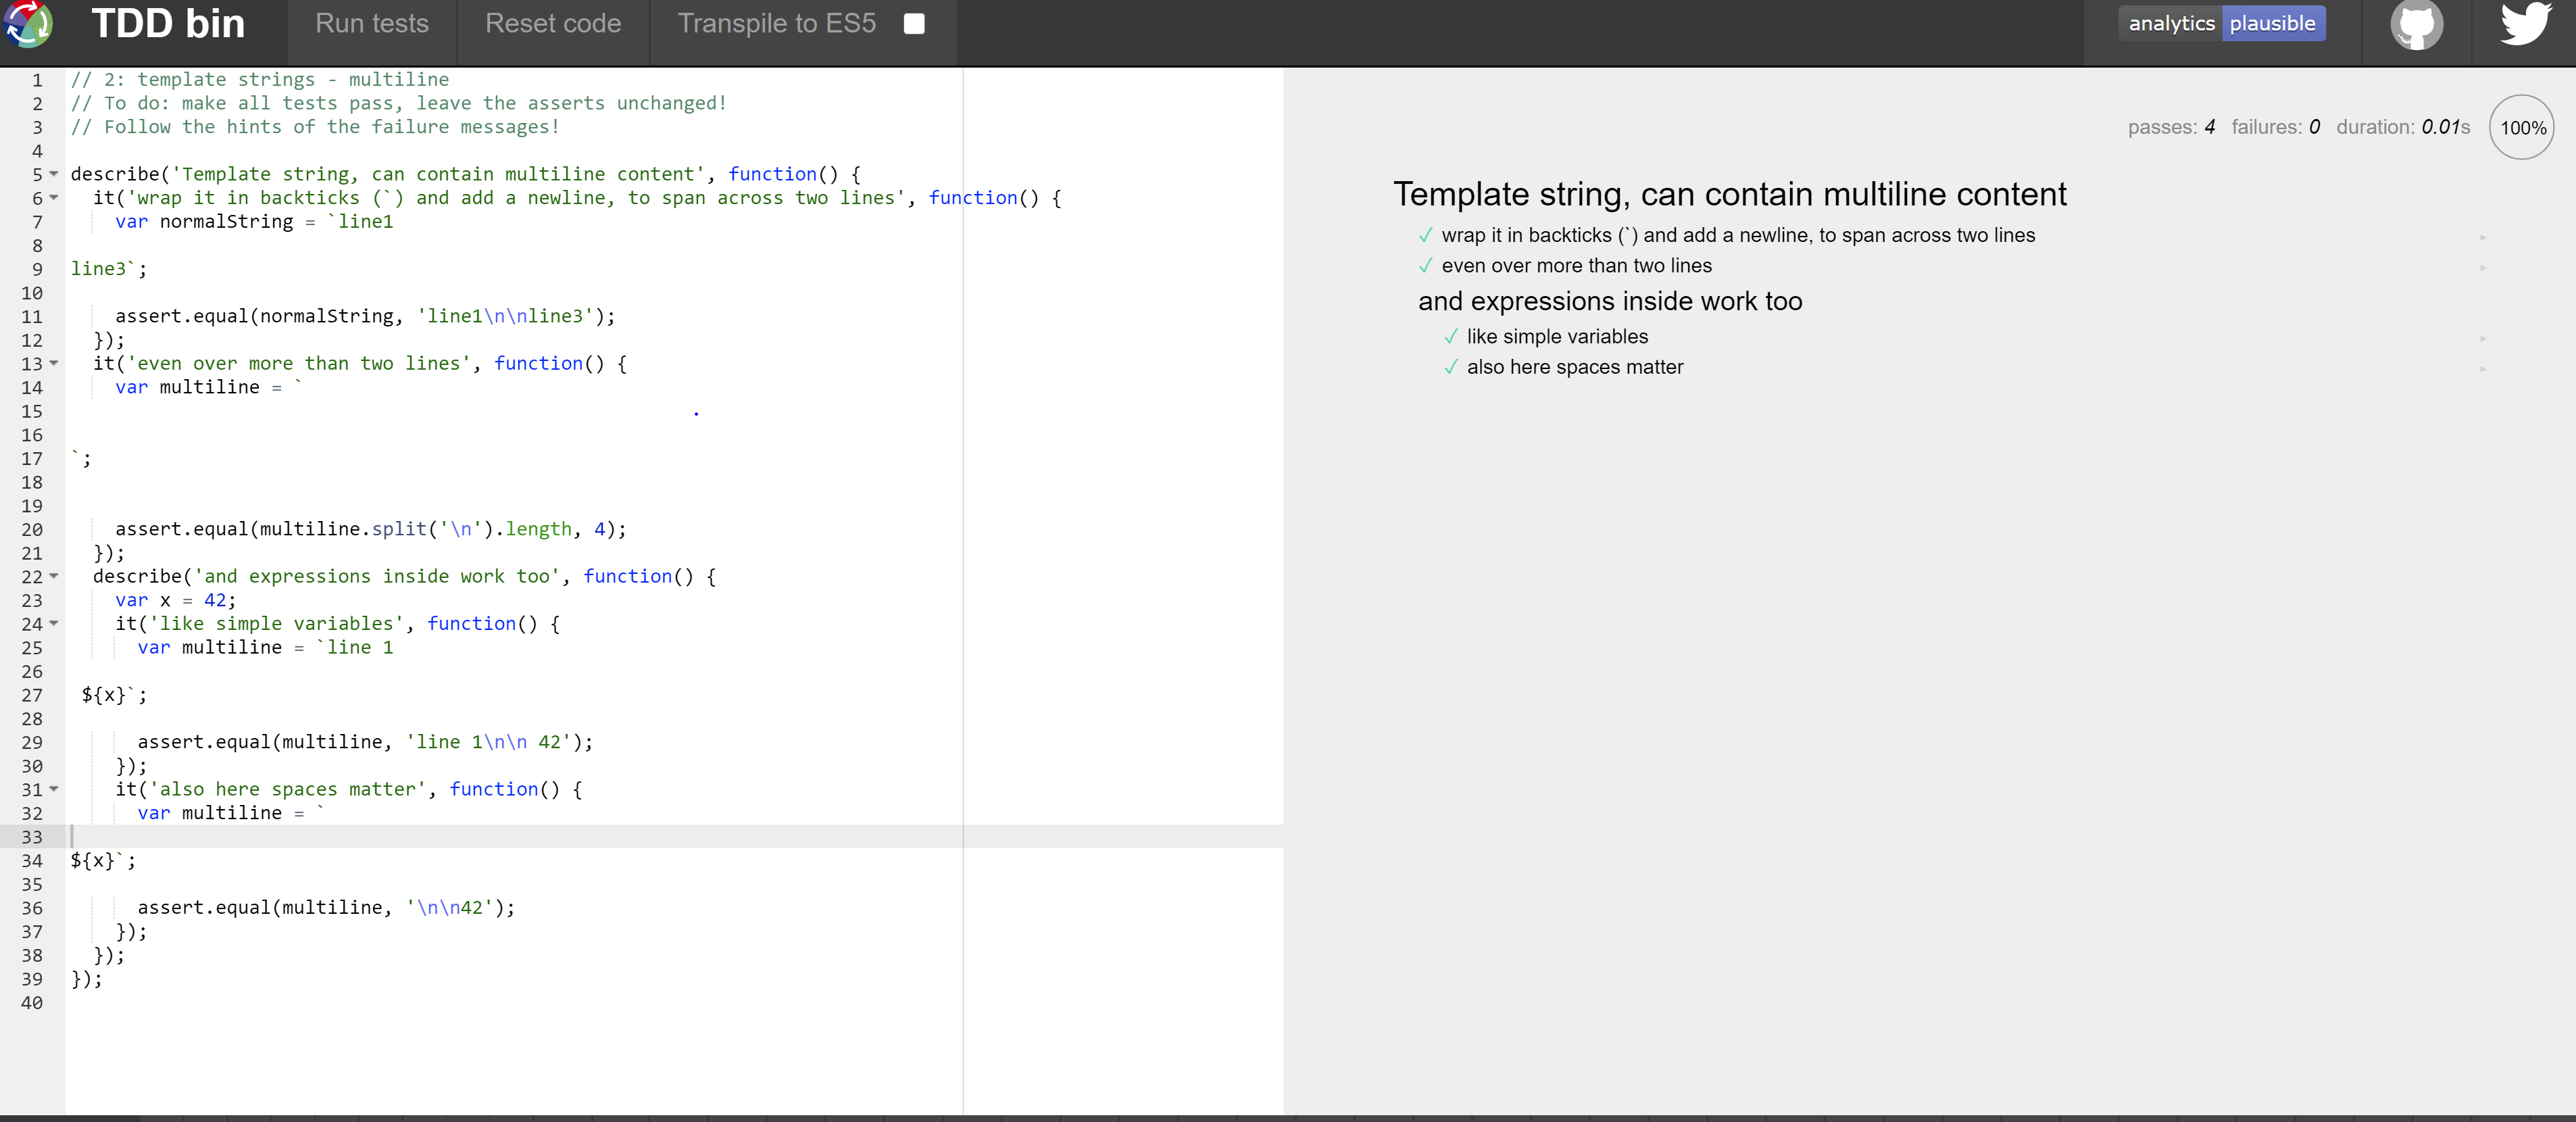 TDD bin Run tests Reset code Transpile to ES5 analytics plausible
1 // 2: template strings - multiline
2 // To do: make all tests pass, leave the asserts unchanged!
3 // Follow the hints of the failure messages!
4
5 describe('Template string, can contain multiline content', function() {
6   it('wrap it in backticks (`) and add a newline, to span across two lines', function() {
7     var normalString = `line1
8
9 line3`;
10
11     assert.equal(normalString, 'line1\n\nline3');
12   });
13   it('even over more than two lines', function() {
14     var multiline = `
15
16
17 `;
18
19
20     assert.equal(multiline.split('\n').length, 4);
21   });
22   describe('and expressions inside work too', function() {
23     var x = 42;
24     it('like simple variables', function() {
25       var multiline = `line 1
26
27  ${x}`;
28
29       assert.equal(multiline, 'line 1\n\n 42');
30     });
31     it('also here spaces matter', function() {
32       var multiline = `
33
34 ${x}`;
35
36       assert.equal(multiline, '\n\n42');
37     });
38   });
39 });
40
passes: 4 failures: 0 duration: 0.01s 100%
Template string, can contain multiline content
✓ wrap it in backticks (`) and add a newline, to span across two lines
✓ even over more than two lines
and expressions inside work too
✓ like simple variables
✓ also here spaces matter